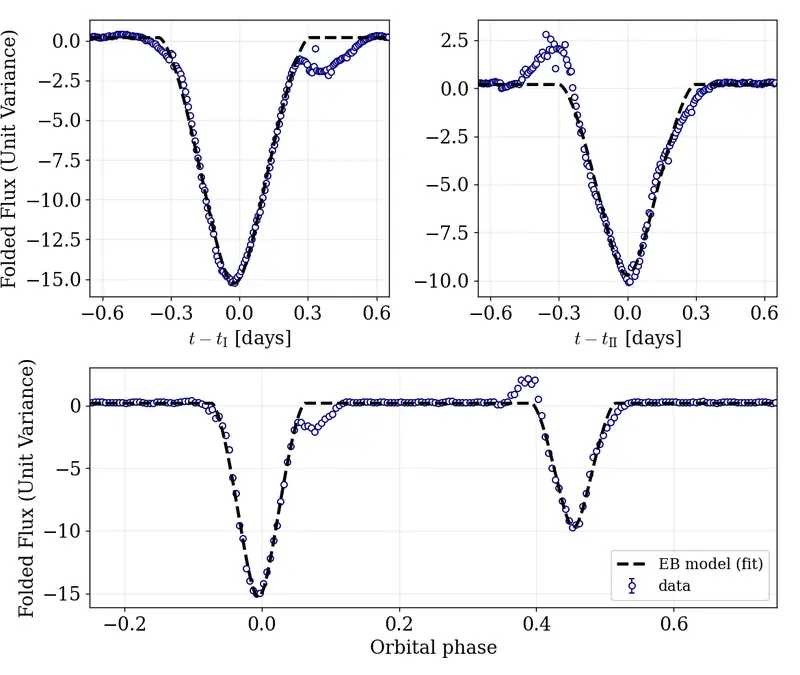 Folded Flux (Unit Variance)
0.0
−2.5
−5.0
−7.5
−10.0
−12.5
−15.0
−0.6 −0.3 0.0 0.3 0.6
t − tI [days]
2.5
0.0
−2.5
−5.0
−7.5
−10.0
−0.6 −0.3 0.0 0.3 0.6
t − tII [days]
Folded Flux (Unit Variance)
0
−5
−10
−15
−0.2 0.0 0.2 0.4 0.6
Orbital phase
EB model (fit)
data